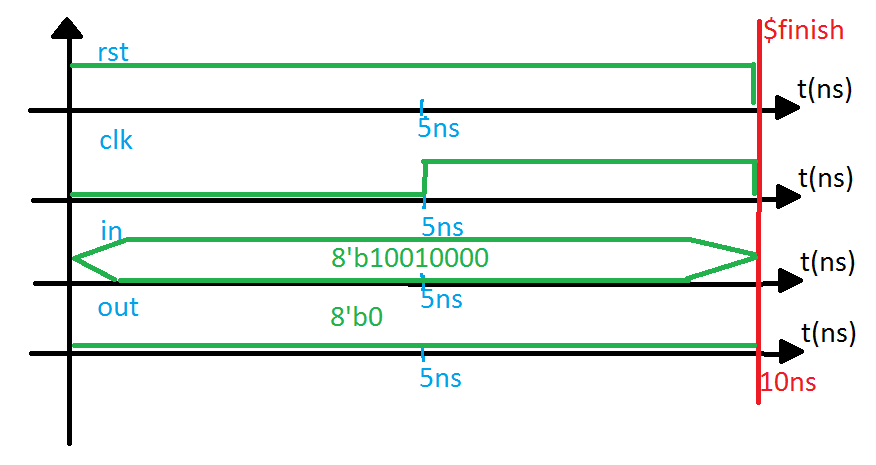 $finish
rst
t(ns)
5ns
clk
t(ns)
5ns
in
8'b10010000
t(ns)
5ns
out
8'b0
t(ns)
5ns
10ns